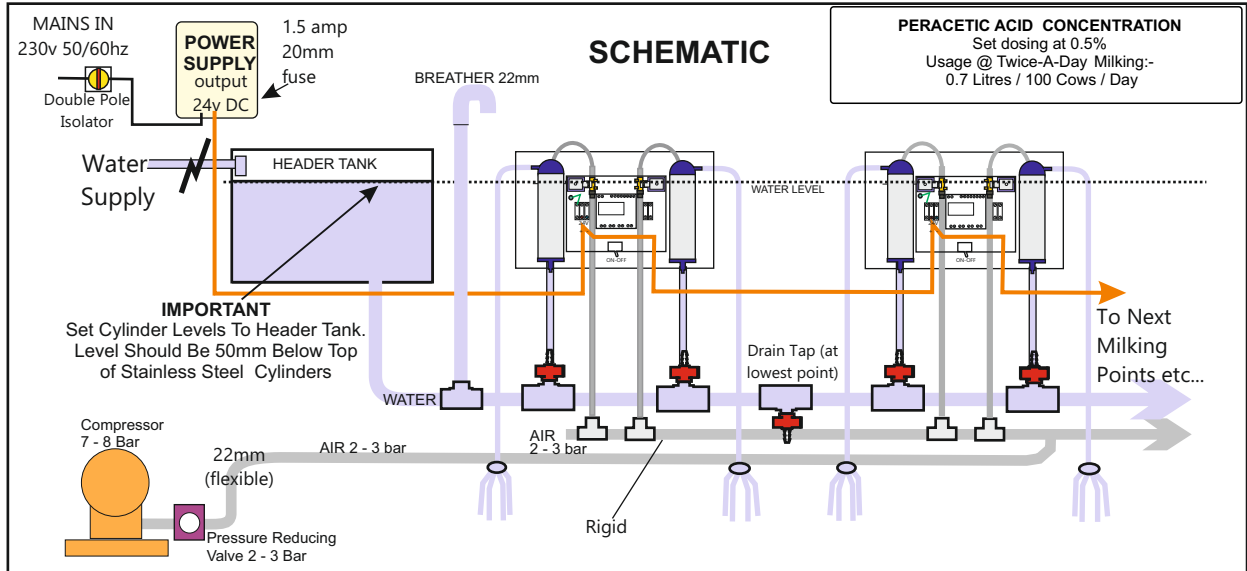 MAINS IN
230v 50/60hz
Double Pole
Isolator
POWER
SUPPLY
output
24v DC
1.5 amp
20mm
fuse
BREATHER 22mm
SCHEMATIC
PERACETIC ACID CONCENTRATION
Set dosing at 0.5%
Usage @ Twice-A-Day Milking:-
0.7 Litres / 100 Cows / Day
Water
Supply
HEADER TANK
WATER LEVEL
ON-OFF
ON-OFF
IMPORTANT
Set Cylinder Levels To Header Tank.
Level Should Be 50mm Below Top
of Stainless Steel Cylinders
To Next
Milking
Points etc...
Drain Tap (at
lowest point)
WATER
Compressor
7 - 8 Bar
22mm
(flexible)
AIR 2 - 3 bar
AIR
2 - 3 bar
Rigid
Pressure Reducing
Valve 2 - 3 Bar